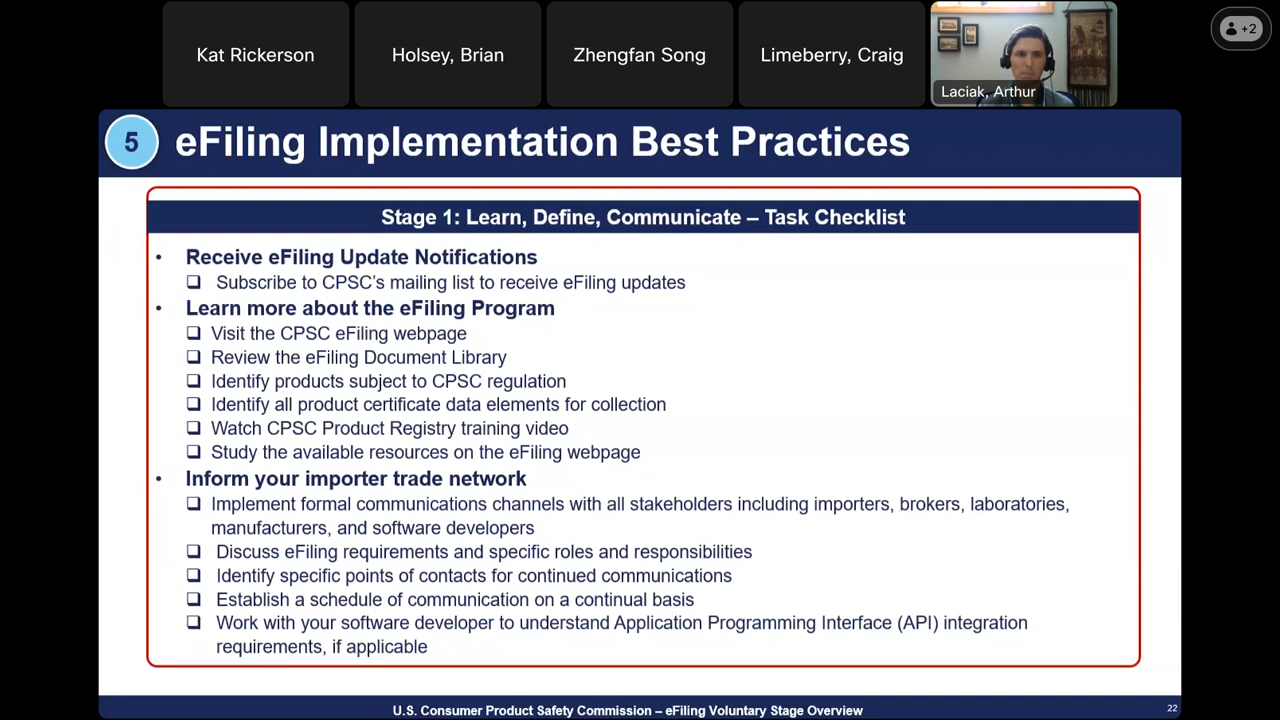 Kat Rickerson
Holsey, Brian
Zhengfan Song
Limeberry, Craig
Laciak, Arthur
+2
5
eFiling Implementation Best Practices
Stage 1: Learn, Define, Communicate – Task Checklist
• Receive eFiling Update Notifications
❑ Subscribe to CPSC's mailing list to receive eFiling updates
• Learn more about the eFiling Program
❑ Visit the CPSC eFiling webpage
❑ Review the eFiling Document Library
❑ Identify products subject to CPSC regulation
❑ Identify all product certificate data elements for collection
❑ Watch CPSC Product Registry training video
❑ Study the available resources on the eFiling webpage
• Inform your importer trade network
❑ Implement formal communications channels with all stakeholders including importers, brokers, laboratories,
manufacturers, and software developers
❑ Discuss eFiling requirements and specific roles and responsibilities
❑ Identify specific points of contacts for continued communications
❑ Establish a schedule of communication on a continual basis
❑ Work with your software developer to understand Application Programming Interface (API) integration
requirements, if applicable
U.S. Consumer Product Safety Commission – eFiling Voluntary Stage Overview
22